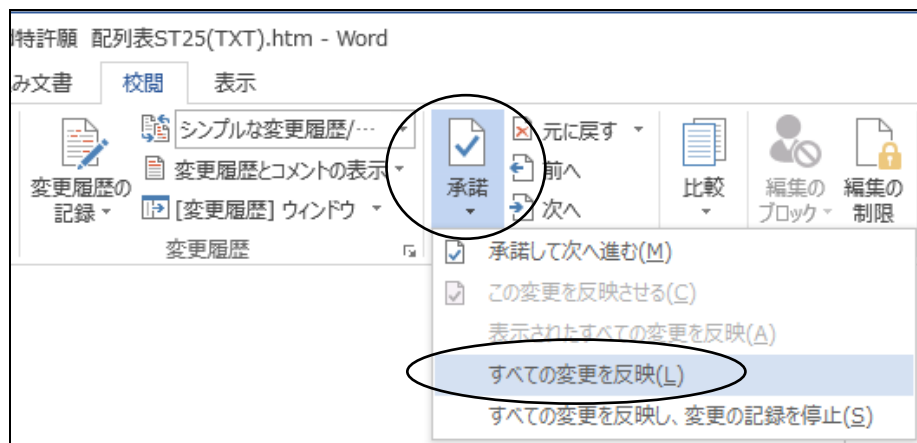 特許願 配列表ST25(TXT).htm - Word
み文書 校閲 表示
シンプルな変更履歴/…
変更履歴とコメントの表示
[変更履歴] ウィンドウ
変更履歴の
記録
変更履歴
承諾
元に戻す
前へ
次へ
比較
編集の
ブロック
編集の
制限
承諾して次へ進む(M)
この変更を反映させる(C)
表示されたすべての変更を反映(A)
すべての変更を反映(L)
すべての変更を反映し、変更の記録を停止(S)